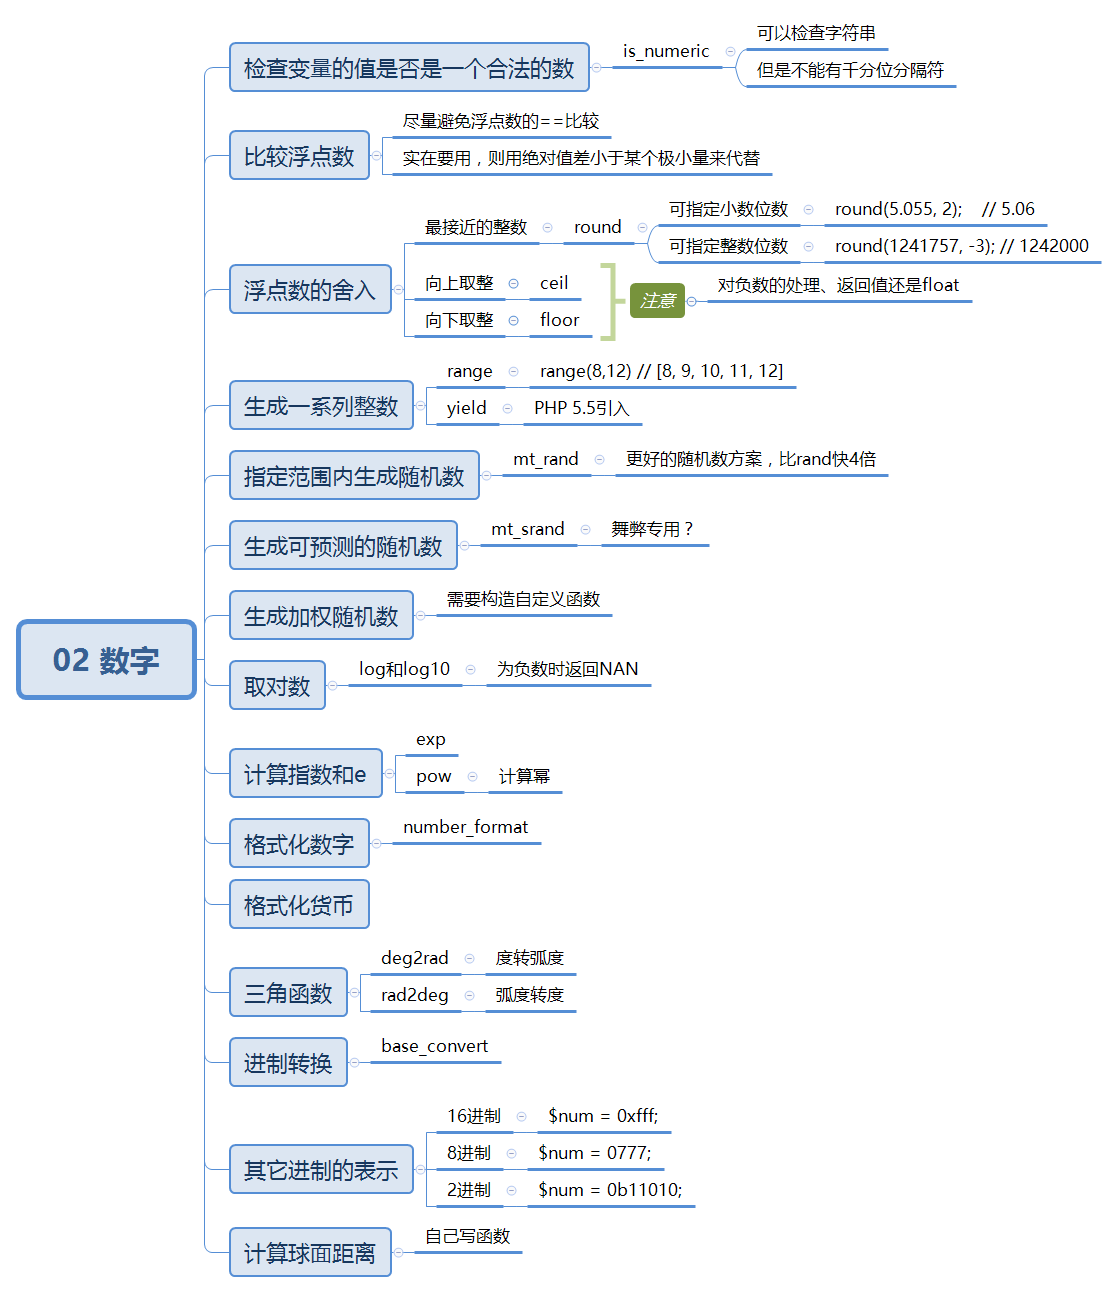 02 数字
检查变量的值是否是一个合法的数
is_numeric
可以检查字符串
但是不能有千分位分隔符
比较浮点数
尽量避免浮点数的==比较
实在要用，则用绝对值差小于某个极小量来代替
浮点数的舍入
最接近的整数
round
可指定小数位数
round(5.055, 2);    // 5.06
可指定整数位数
round(1241757, -3); // 1242000
向上取整
ceil
向下取整
floor
注意
对负数的处理、返回值还是float
生成一系列整数
range
range(8,12) // [8, 9, 10, 11, 12]
yield
PHP 5.5引入
指定范围内生成随机数
mt_rand
更好的随机数方案，比rand快4倍
生成可预测的随机数
mt_srand
舞弊专用？
生成加权随机数
需要构造自定义函数
取对数
log和log10
为负数时返回NAN
计算指数和e
exp
pow
计算幂
格式化数字
number_format
格式化货币
三角函数
deg2rad
度转弧度
rad2deg
弧度转度
进制转换
base_convert
其它进制的表示
16进制
$num = 0xfff;
8进制
$num = 0777;
2进制
$num = 0b11010;
计算球面距离
自己写函数